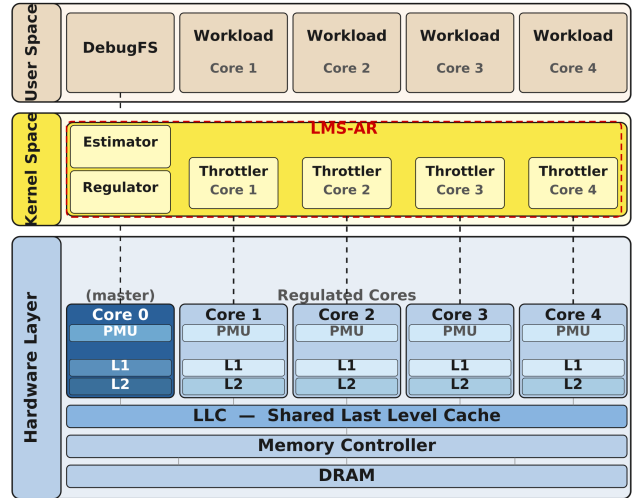 User Space
DebugFS
Workload
Core 1
Workload
Core 2
Workload
Core 3
Workload
Core 4
Kernel Space
LMS-AR
Estimator
Regulator
Throttler
Core 1
Throttler
Core 2
Throttler
Core 3
Throttler
Core 4
Hardware Layer
(master)
Regulated Cores
Core 0
PMU
L1
L2
Core 1
PMU
L1
L2
Core 2
PMU
L1
L2
Core 3
PMU
L1
L2
Core 4
PMU
L1
L2
LLC — Shared Last Level Cache
Memory Controller
DRAM